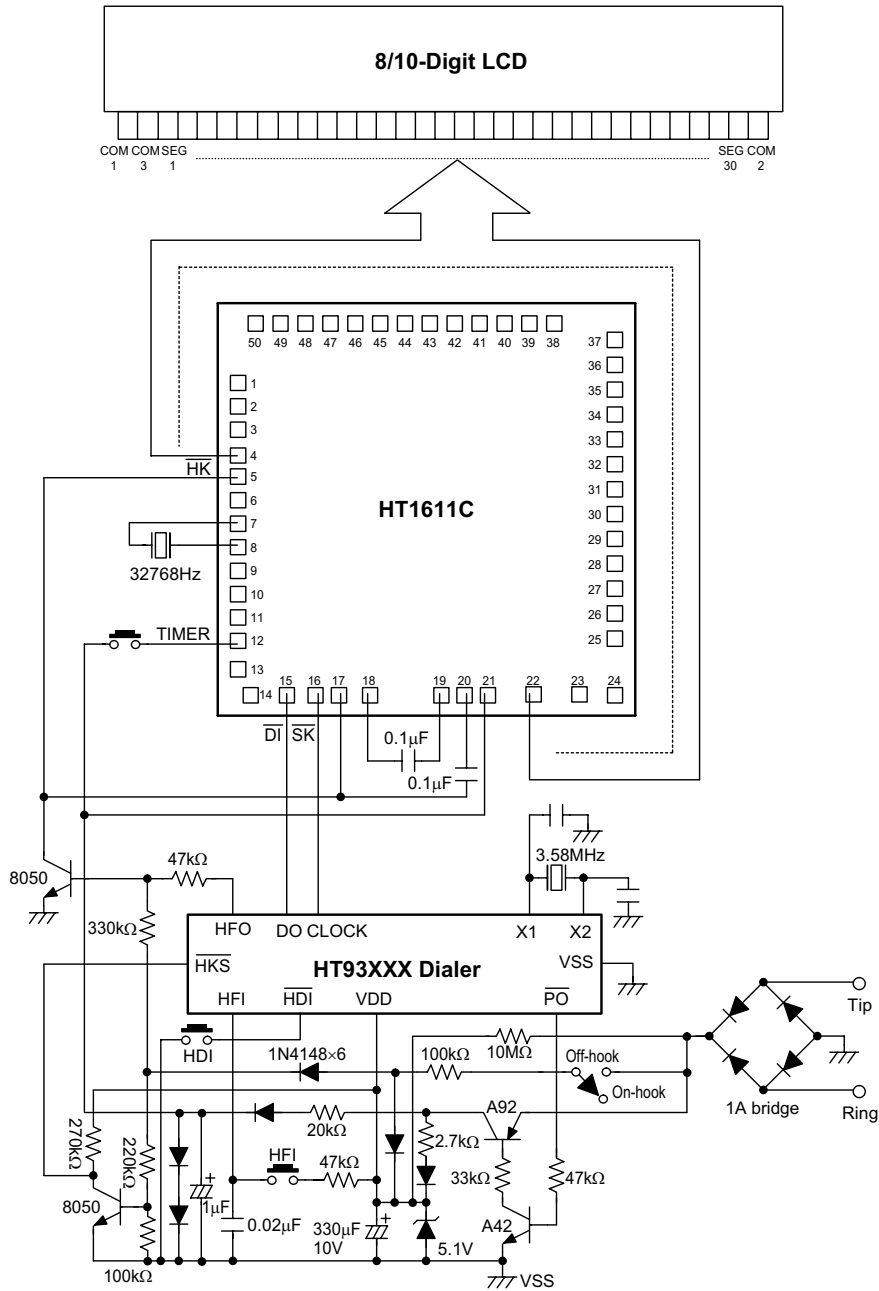 8/10-Digit LCD
COM COM SEG SEG COM
1 3 1 30 2
50 49 48 47 46 45 44 43 42 41 40 39 38
37
36
35
34
33
32
31
30
29
28
27
26
25
1
2
3
4
HK
5
6
7
8
32768Hz
9
10
11
TIMER
12
13
HT1611C
14 15 16 17 18 19 20 21 22 23 24
DI SK
0.1μF
0.1μF
3.58MHz
8050
47kΩ
330kΩ
HFO DO CLOCK X1 X2
HKS
HT93XXX Dialer
VSS
HFI HDI VDD PO
HDI
1N4148×6
100kΩ
10MΩ
Off-hook
On-hook
Tip
Ring
1A bridge
270kΩ
220kΩ
20kΩ
A92
2.7kΩ
HFI
47kΩ
33kΩ
47kΩ
8050
1μF
+
0.02μF
330μF
10V
+
5.1V
A42
100kΩ
VSS